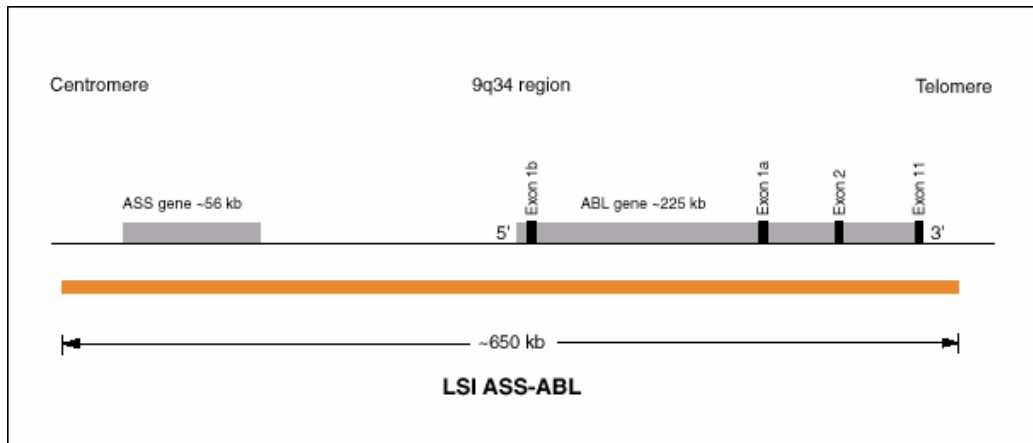 Centromere 9q34 region Telomere
Exon 1b Exon 1a Exon 2 Exon 11
ASS gene ~56 kb ABL gene ~225 kb
5' 3'
~650 kb
LSI ASS-ABL